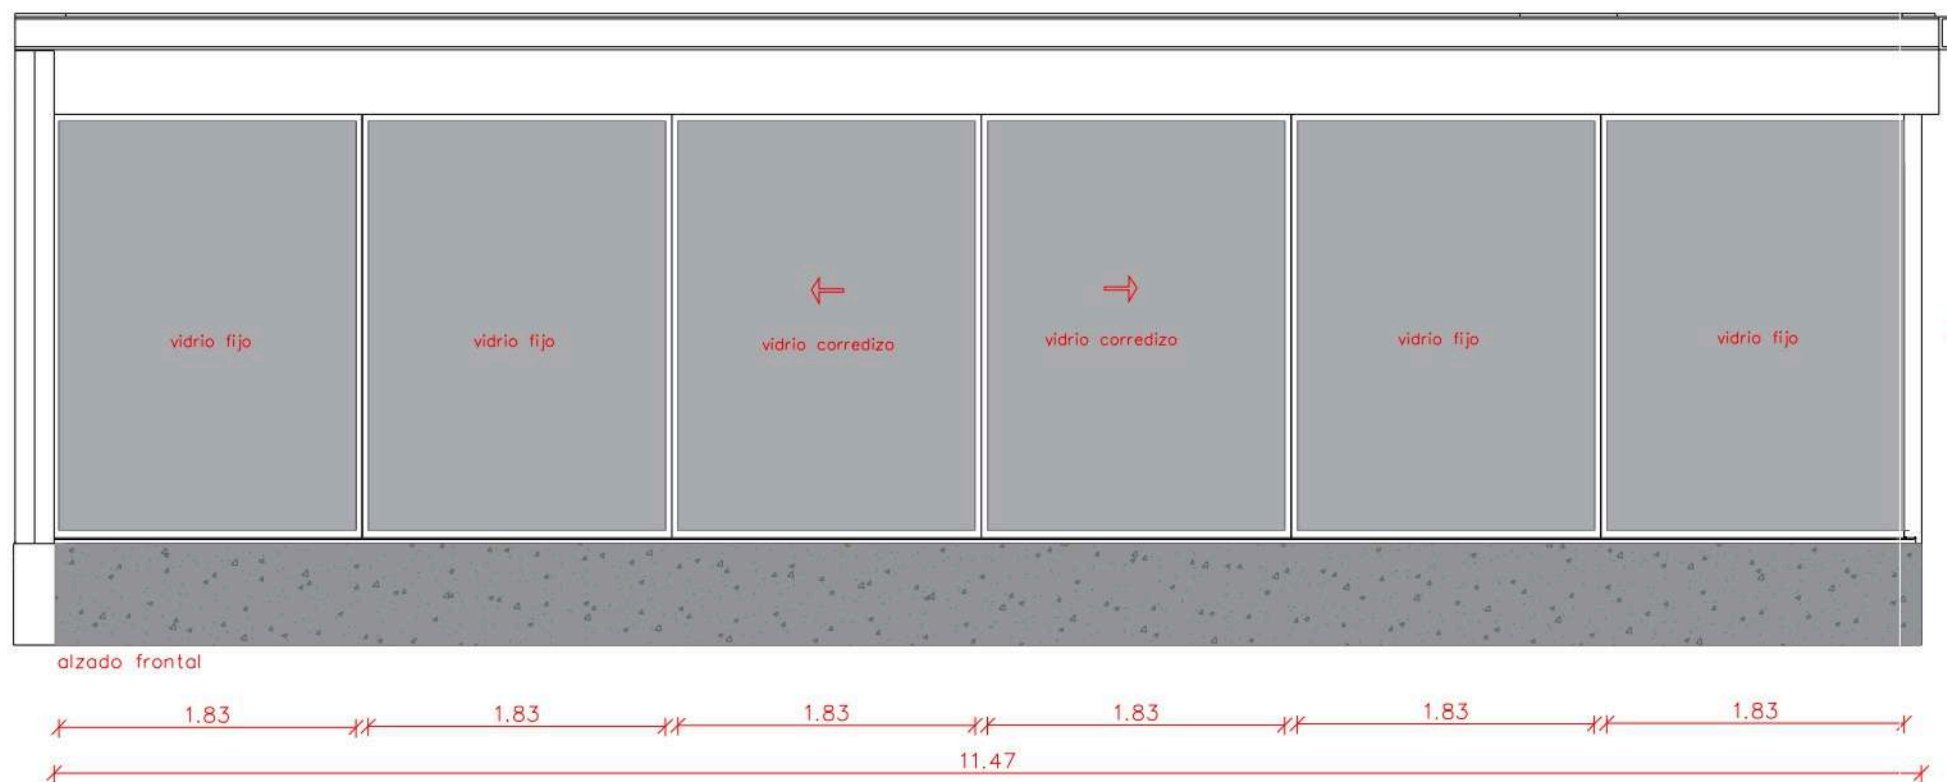 vidrio fijo
vidrio fijo
vidrio corredizo
vidrio corredizo
vidrio fijo
vidrio fijo
alzado frontal
1.83
1.83
1.83
1.83
1.83
1.83
11.47